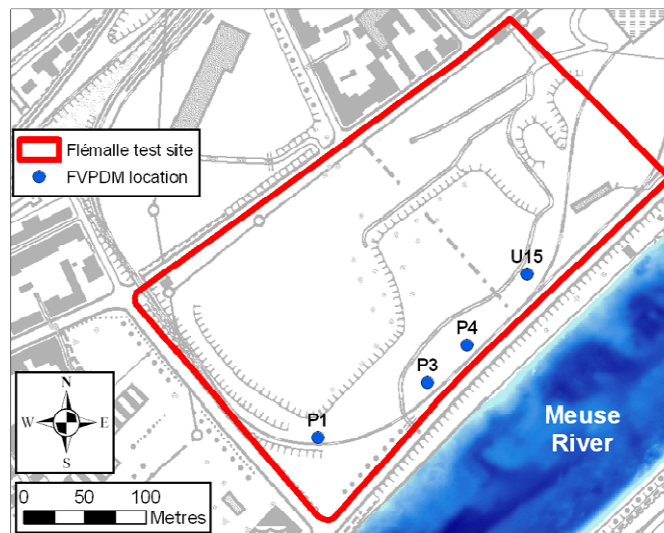 Flémalle test site
FVPDM location
U15
P4
P3
P1
Meuse
River
N
W E
S
0 50 100
Metres